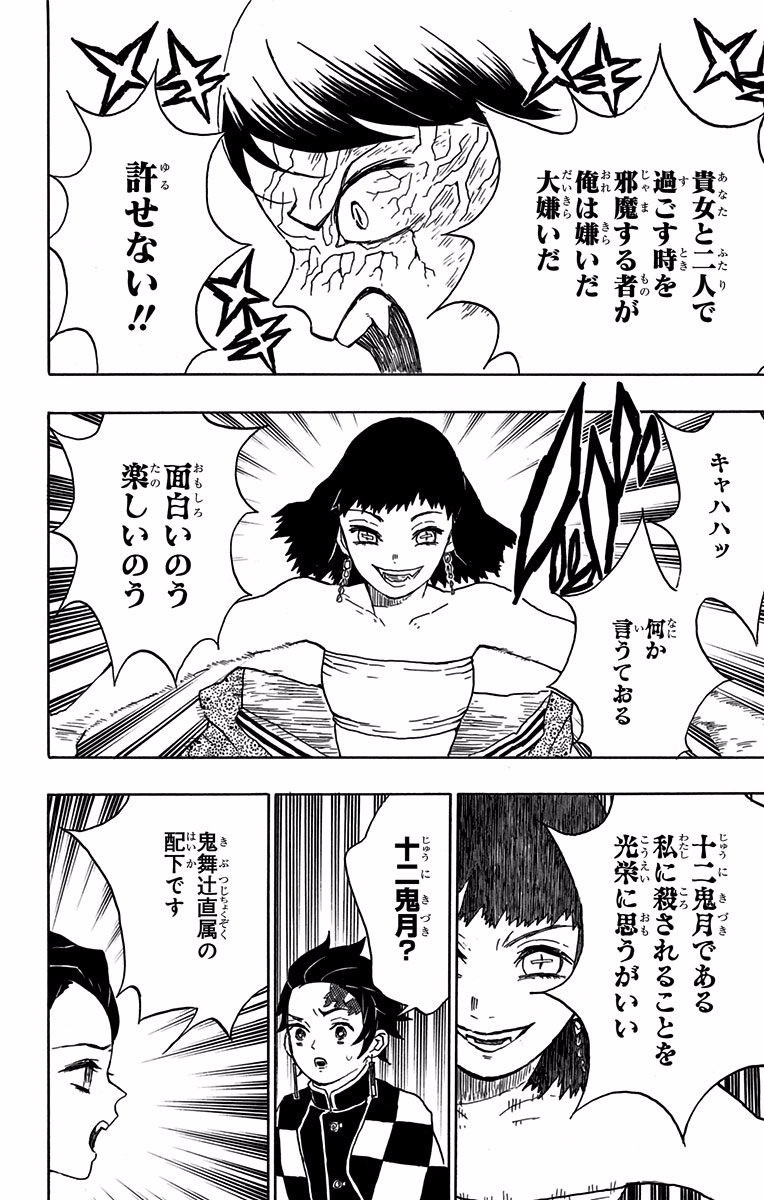 貴女と二人で
過ごす時を
邪魔する者が
俺は嫌いだ
大嫌いだ
許せない!!
キャハハッ
何か
言うておる
面白いのう
楽しいのう
十二鬼月である
私に殺されることを
光栄に思うがいい
十二鬼月?
鬼舞辻直属の
配下です